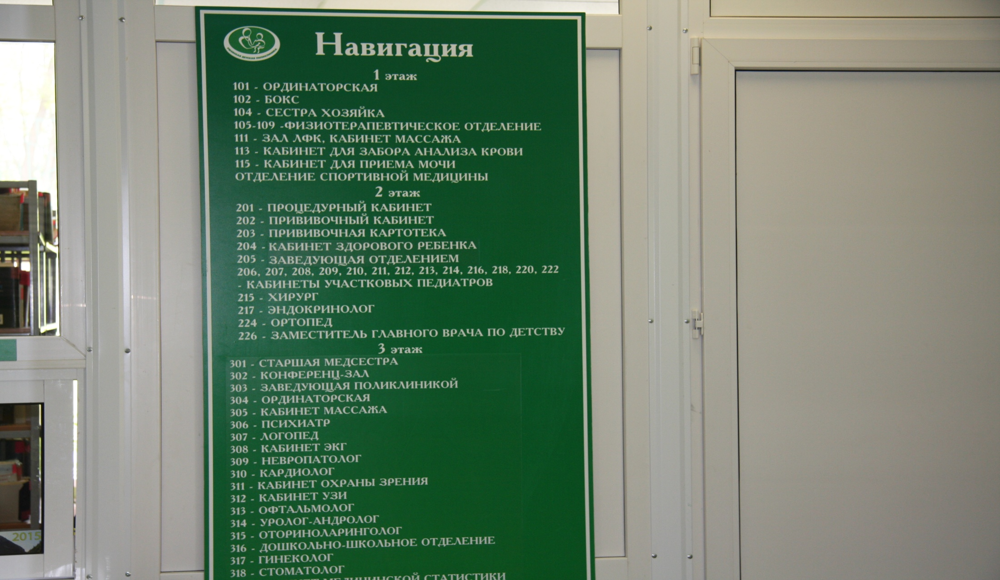 Навигация
1 этаж
101 - ОРДИНАТОРСКАЯ
102 - БОКС
104 - СЕСТРА ХОЗЯЙКА
105-109 -ФИЗИОТЕРАПЕВТИЧЕСКОЕ ОТДЕЛЕНИЕ
111 - ЗАЛ ЛФК, КАБИНЕТ МАССАЖА
113 - КАБИНЕТ ДЛЯ ЗАБОРА АНАЛИЗА КРОВИ
115 - КАБИНЕТ ДЛЯ ПРИЕМА МОЧИ
ОТДЕЛЕНИЕ СПОРТИВНОЙ МЕДИЦИНЫ
2 этаж
201 - ПРОЦЕДУРНЫЙ КАБИНЕТ
202 - ПРИВИВОЧНЫЙ КАБИНЕТ
203 - ПРИВИВОЧНАЯ КАРТОТЕКА
204 - КАБИНЕТ ЗДОРОВОГО РЕБЕНКА
205 - ЗАВЕДУЮЩАЯ ОТДЕЛЕНИЕМ
206, 207, 208, 209, 210, 211, 212, 213, 214, 216, 218, 220, 222
- КАБИНЕТЫ УЧАСТКОВЫХ ПЕДИАТРОВ
215 - ХИРУРГ
217 - ЭНДОКРИНОЛОГ
224 - ОРТОПЕД
226 - ЗАМЕСТИТЕЛЬ ГЛАВНОГО ВРАЧА ПО ДЕТСТВУ
3 этаж
301 - СТАРШАЯ МЕДСЕСТРА
302 - КОНФЕРЕНЦ-ЗАЛ
303 - ЗАВЕДУЮЩАЯ ПОЛИКЛИНИКОЙ
304 - ОРДИНАТОРСКАЯ
305 - КАБИНЕТ МАССАЖА
306 - ПСИХИАТР
307 - ЛОГОПЕД
308 - КАБИНЕТ ЭКГ
309 - НЕВРОПАТОЛОГ
310 - КАРДИОЛОГ
311 - КАБИНЕТ ОХРАНЫ ЗРЕНИЯ
312 - КАБИНЕТ УЗИ
313 - ОФТАЛЬМОЛОГ
314 - УРОЛОГ-АНДРОЛОГ
315 - ОТОРИНОЛАРИНГОЛОГ
316 - ДОШКОЛЬНО-ШКОЛЬНОЕ ОТДЕЛЕНИЕ
317 - ГИНЕКОЛОГ
318 - СТОМАТОЛОГ
МЕДИЦИНСКОЙ СТАТИСТИКИ
2015